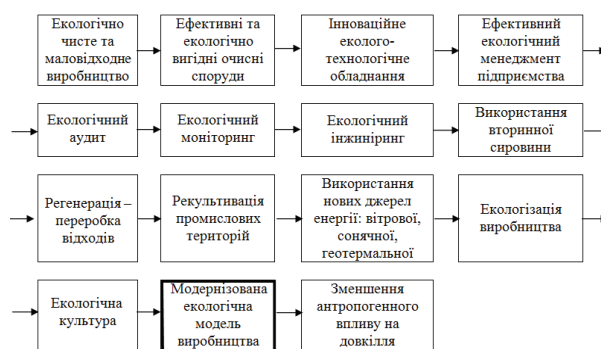 Екологічно
чисте та
маловідходне
виробництво
Ефективні та
екологічно
вигідні очисні
споруди
Інноваційне
еколого-
технологічне
обладнання
Ефективний
екологічний
менеджмент
підприємства
Екологічний
аудит
Екологічний
моніторинг
Екологічний
інжиніринг
Використання
вторинної
сировини
Регенерація –
переробка
відходів
Рекультивація
промислових
територій
Використання
нових джерел
енергії: вітрової,
сонячної,
геотермальної
Екологізація
виробництва
Екологічна
культура
Модернізована
екологічна
модель
виробництва
Зменшення
антропогенного
впливу на
довкілля